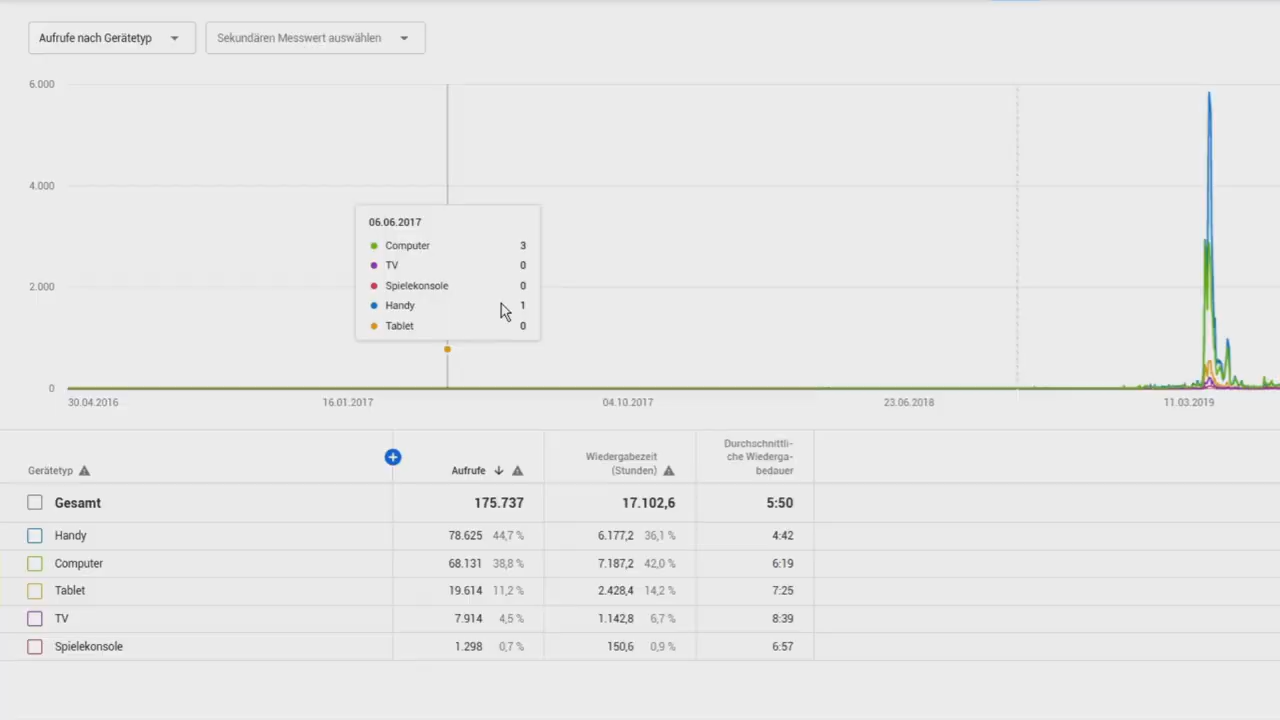 Aufrufe nach Gerätetyp
Sekundären Messwert auswählen
6.000
4.000
2.000
0
06.06.2017
Computer 3
TV 0
Spielekonsole 0
Handy 1
Tablet 0
30.04.2016 16.01.2017 04.10.2017 23.06.2018 11.03.2019
Gerätetyp
Aufrufe
Wiedergabezeit
(Stunden)
Durchschnittli-
che Wiederga-
bedauer
Gesamt 175.737 17.102,6 5:50
Handy 78.625 44,7 % 6.177,2 36,1 % 4:42
Computer 68.131 38,8 % 7.187,2 42,0 % 6:19
Tablet 19.614 11,2 % 2.428,4 14,2 % 7:25
TV 7.914 4,5 % 1.142,8 6,7 % 8:39
Spielekonsole 1.298 0,7 % 150,6 0,9 % 6:57